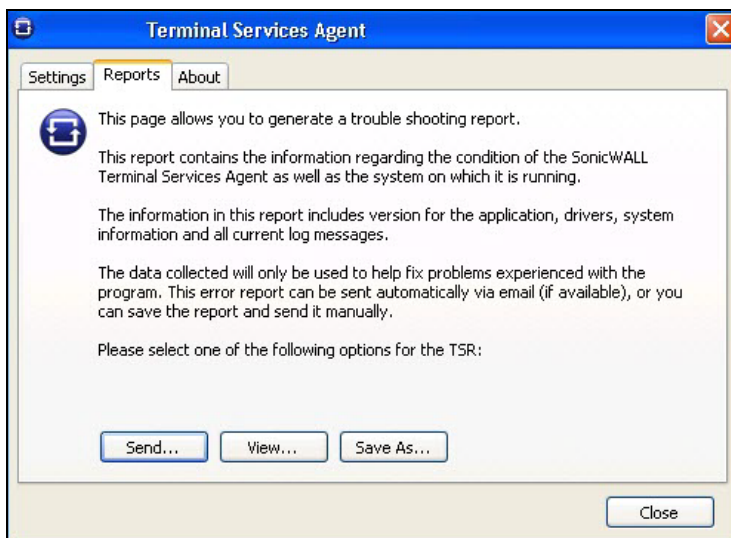 Terminal Services Agent
Settings Reports About
This page allows you to generate a trouble shooting report.
This report contains the information regarding the condition of the SonicWALL
Terminal Services Agent as well as the system on which it is running.
The information in this report includes version for the application, drivers, system
information and all current log messages.
The data collected will only be used to help fix problems experienced with the
program. This error report can be sent automatically via email (if available), or you
can save the report and send it manually.
Please select one of the following options for the TSR:
Send... View... Save As...
Close